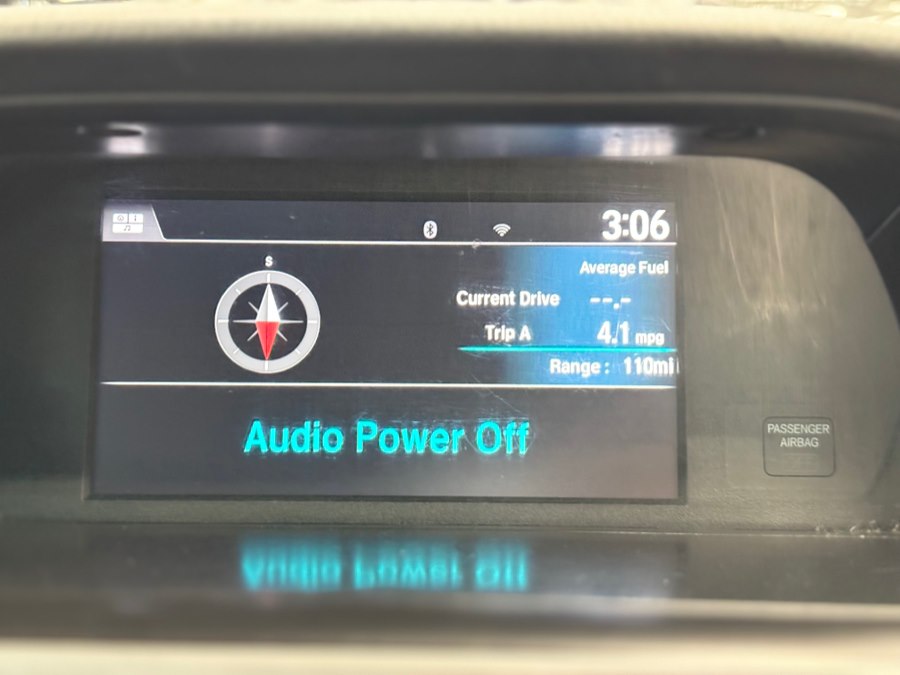 3:06
S
Average Fuel
Current Drive --.-
Trip A 4.1 mpg
Range : 110mi
Audio Power Off
PASSENGER
AIRBAG